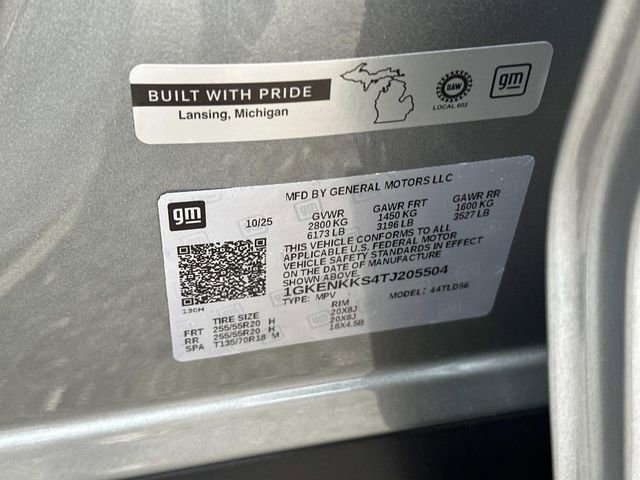 BUILT WITH PRIDE
Lansing, Michigan
UAW
LOCAL 602
gm
gm
MFD BY GENERAL MOTORS LLC
10/25
GVWR GAWR FRT GAWR RR
2800 KG 1450 KG 1600 KG
6173 LB 3196 LB 3527 LB
THIS VEHICLE CONFORMS TO ALL
APPLICABLE U.S. FEDERAL MOTOR
VEHICLE SAFETY STANDARDS IN EFFECT
ON THE DATE OF MANUFACTURE
SHOWN ABOVE.
1GKENKKS4TJ205504
TYPE: MPV MODEL: 44TLD56
TIRE SIZE RIM
FRT 255/55R20 H 20X8J
RR 255/55R20 H 20X8J
SPA T135/70R18 M 18X4.5B